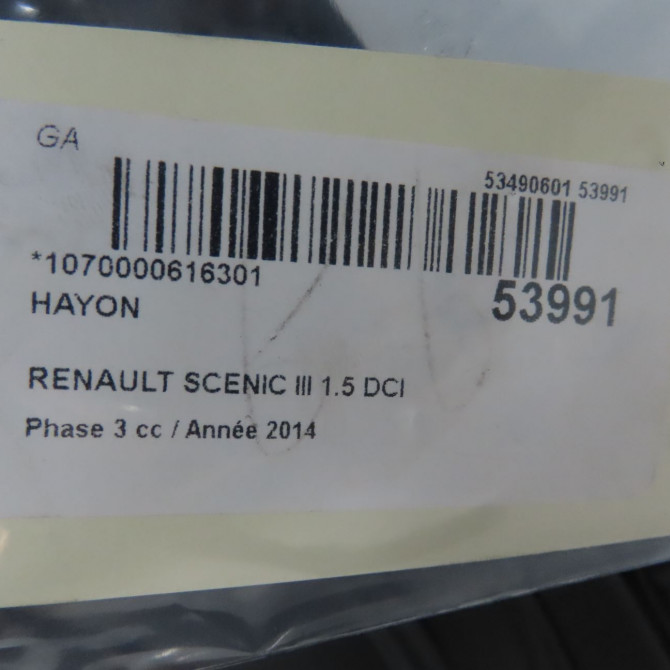 GA
53490601 53991
*1070000616301
HAYON
53991
RENAULT SCENIC III 1.5 DCI
Phase 3 cc / Année 2014